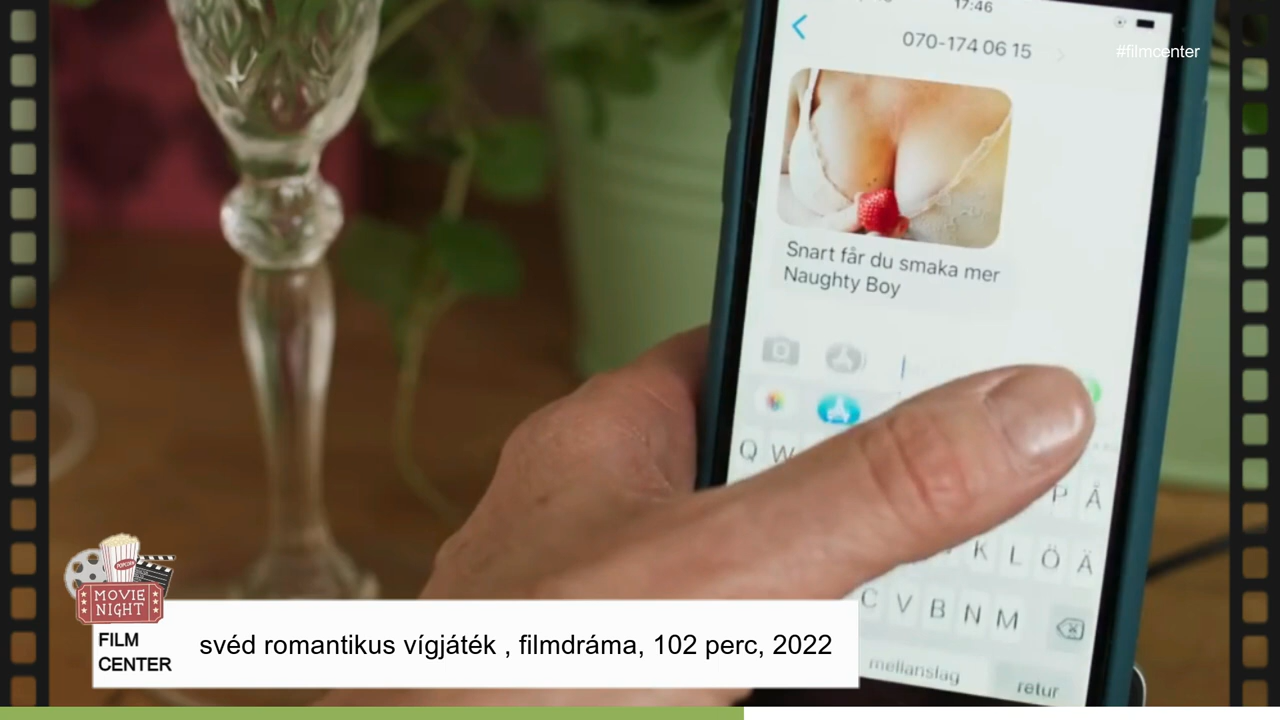 17:46
070-174 06 15
#filmcenter
Snart får du smaka mer
Naughty Boy
Q W
P Å
K L Ö Ä
C V B N M
mellanslag
retur
POPCORN
MOVIE
NIGHT
FILM
CENTER
svéd romantikus vígjáték , filmdráma, 102 perc, 2022